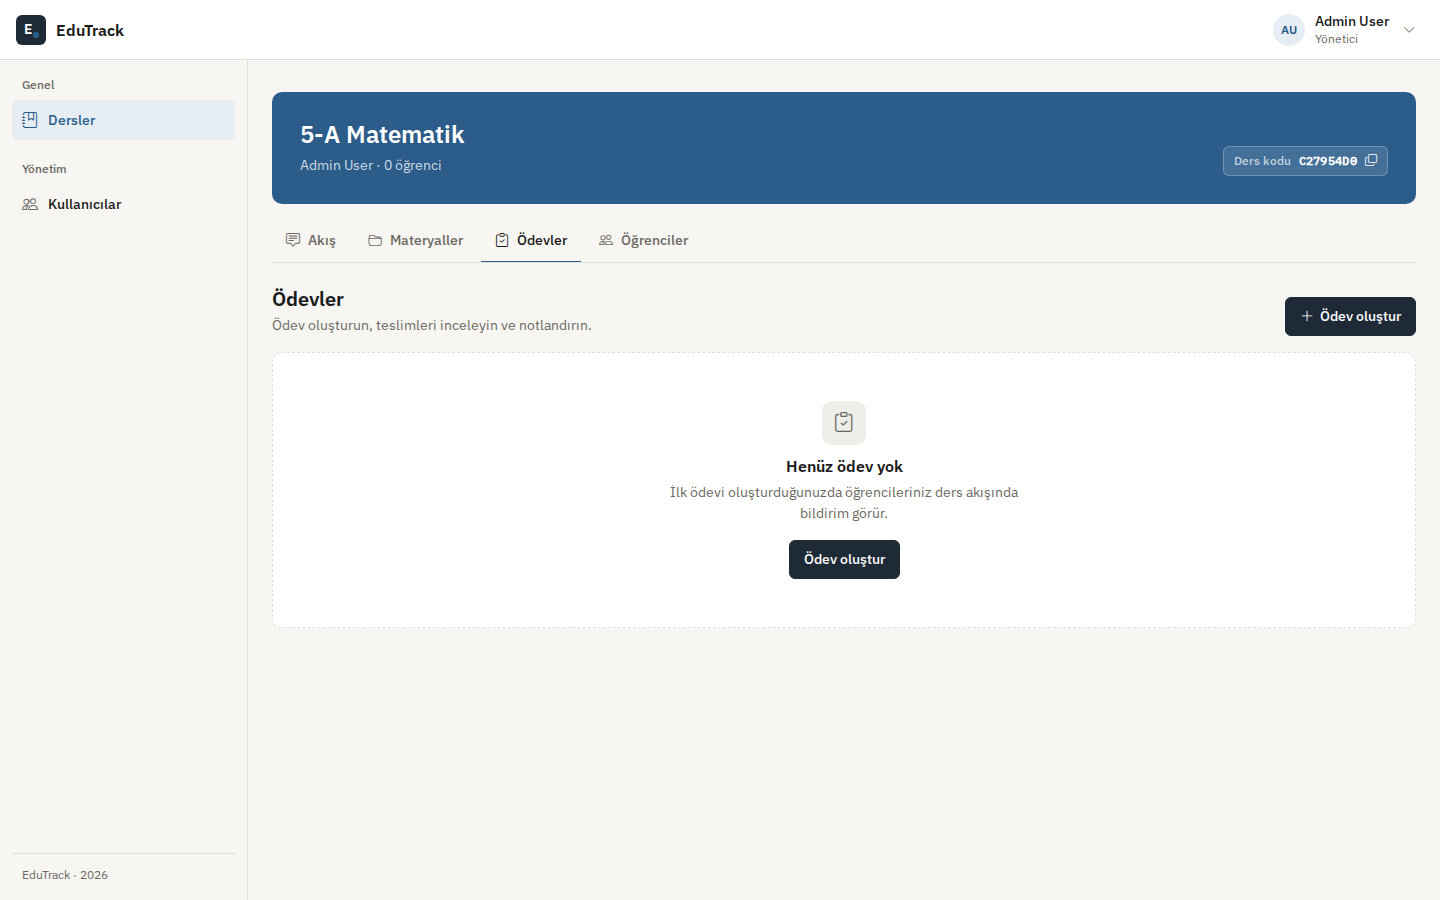 E.
EduTrack
AU
Admin User
Yönetici
Genel
Dersler
Yönetim
Kullanıcılar
EduTrack · 2026
5-A Matematik
Admin User · 0 öğrenci
Ders kodu C27954D0
Akış
Materyaller
Ödevler
Öğrenciler
Ödevler
Ödev oluşturun, teslimleri inceleyin ve notlandırın.
+ Ödev oluştur
Henüz ödev yok
İlk ödevi oluşturduğunuzda öğrencileriniz ders akışında
bildirim görür.
Ödev oluştur